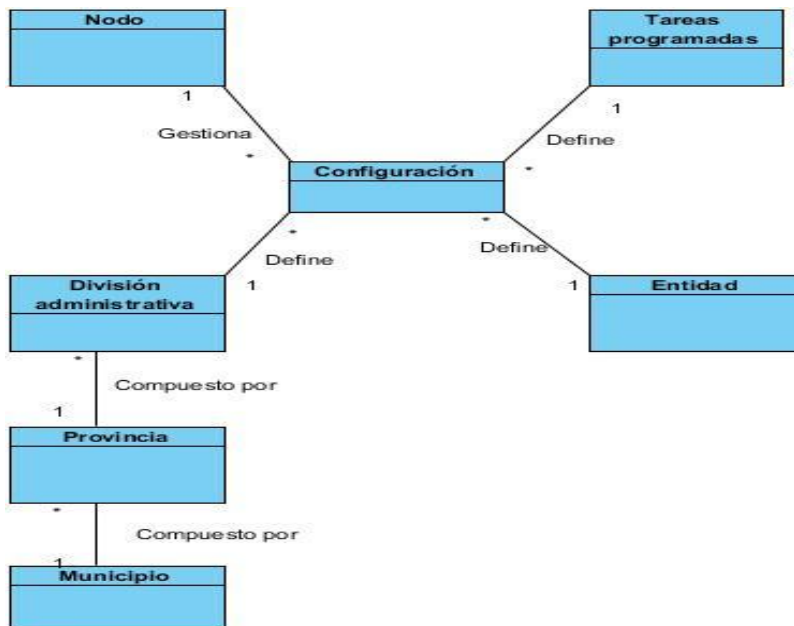 Nodo
Tareas
programadas
1
1
Gestiona
Define
*
*
Configuración
*
*
Define
Define
1
1
División
administrativa
Entidad
*
Compuesto por
1
Provincia
*
Compuesto por
1
Municipio